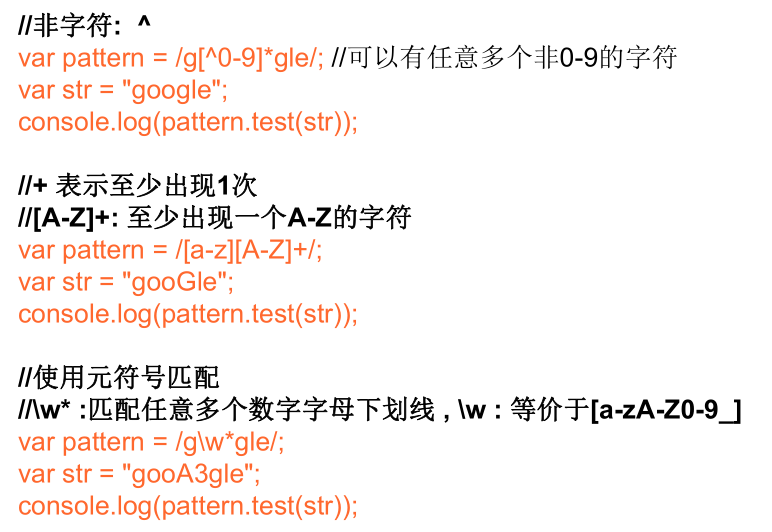 //非字符:  ^
var pattern = /g[^0-9]*gle/; //可以有任意多个非0-9的字符
var str = "google";
console.log(pattern.test(str));
//+ 表示至少出现1次
//[A-Z]+: 至少出现一个A-Z的字符
var pattern = /[a-z][A-Z]+/;
var str = "gooGle";
console.log(pattern.test(str));
//使用元符号匹配
//\w* :匹配任意多个数字字母下划线 , \w : 等价于[a-zA-Z0-9_]
var pattern = /g\w*gle/;
var str = "gooA3gle";
console.log(pattern.test(str));